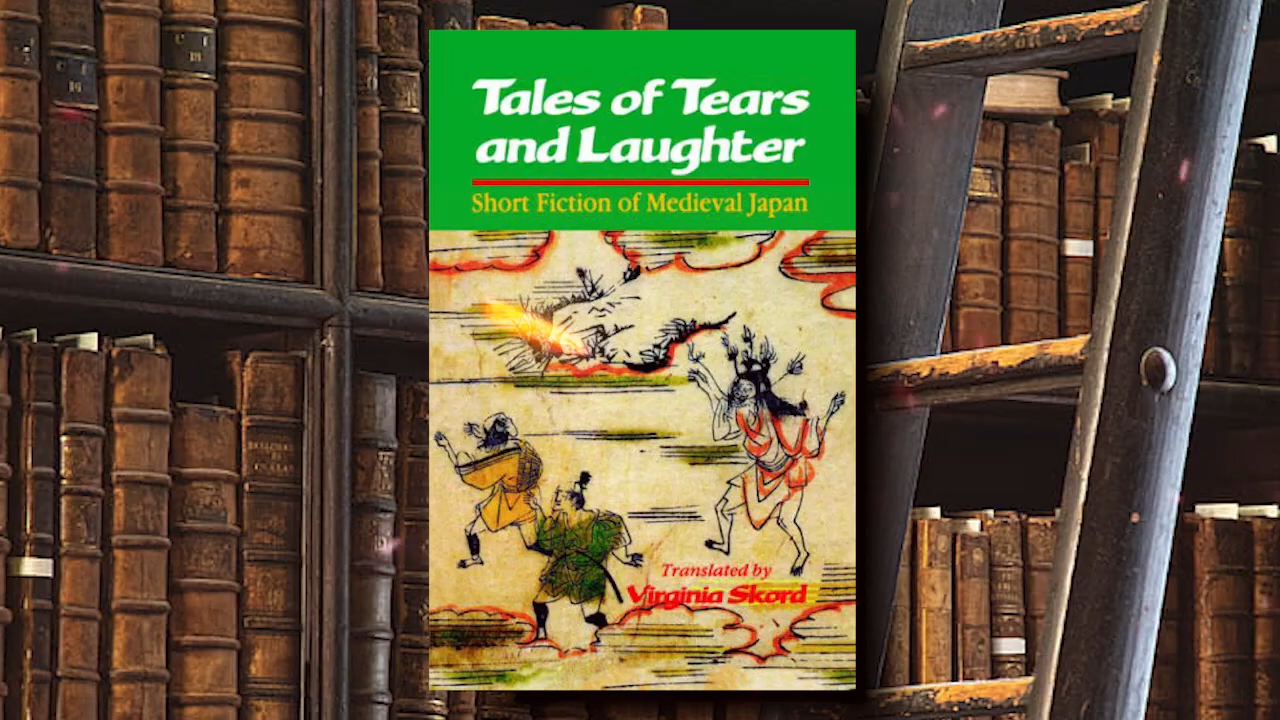 Tales of Tears
and Laughter
Short Fiction of Medieval Japan
Translated by
Virginia Skord